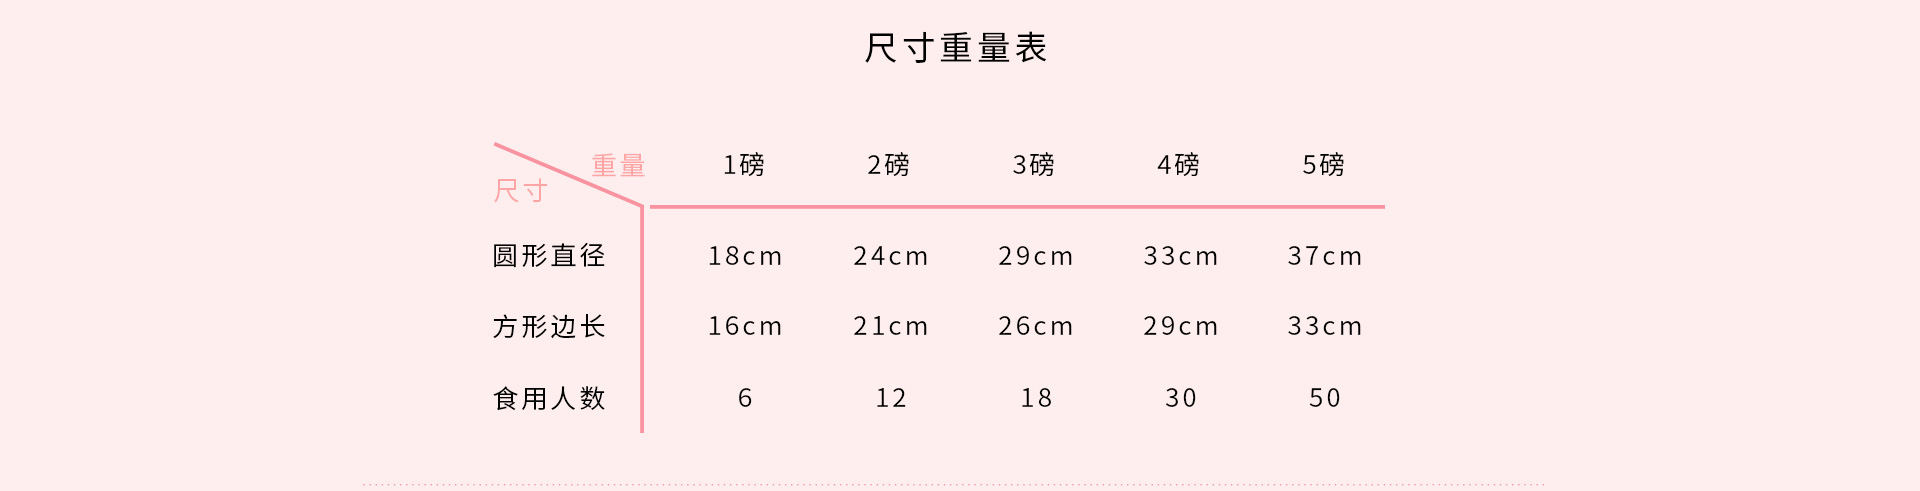 尺寸重量表
重量 1磅 2磅 3磅 4磅 5磅
尺寸
圆形直径 18cm 24cm 29cm 33cm 37cm
方形边长 16cm 21cm 26cm 29cm 33cm
食用人数 6 12 18 30 50